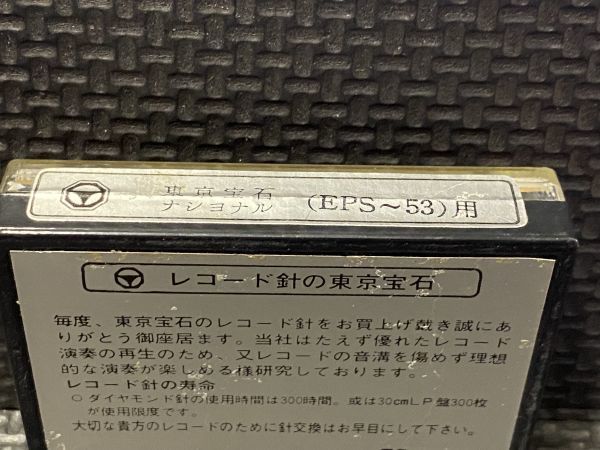 東京宝石
ナショナル (EPS〜53)用
レコード針の東京宝石
毎度、東京宝石のレコード針をお買上げ戴き誠にあ
りがとう御座居ます。当社はたえず優れたレコード
演奏の再生のため、又レコードの音溝を傷めず理想
的な演奏が楽しめる様研究しております。
レコード針の寿命
○ダイヤモンド針の使用時間は300時間。或は30cmLP盤300枚
が使用限度です。
大切な貴方のレコードのために針交換はお早目にして下さい。